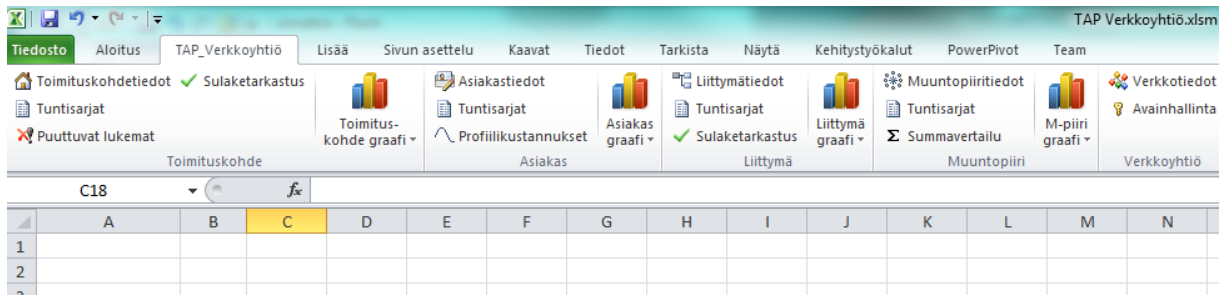 TAP Verkkoyhtiö.xlsm
Tiedosto Aloitus TAP_Verkkoyhtiö Lisää Sivun asettelu Kaavat Tiedot Tarkista Näytä Kehitystyökalut PowerPivot Team
Toimituskohdetiedot Sulaketarkastus
Tuntisarjat
Puuttuvat lukemat
Toimitus-
kohde graafi
Toimituskohde
Asiakastiedot
Tuntisarjat
Profiilikustannukset
Asiakas
graafi
Asiakas
Liittymätiedot
Tuntisarjat
Sulaketarkastus
Liittymä
graafi
Liittymä
Muuntopiiritiedot
Tuntisarjat
Σ Summavertailu
M-piiri
graafi
Muuntopiiri
Verkkotiedot
Avainhallinta
Verkkoyhtiö
C18 fx
A B C D E F G H I J K L M N
1
2